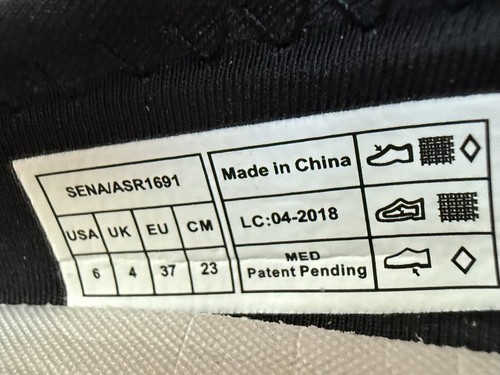 SENA/ASR1691
USA UK EU CM
6 4 37 23
Made in China
LC:04-2018
MED
Patent Pending